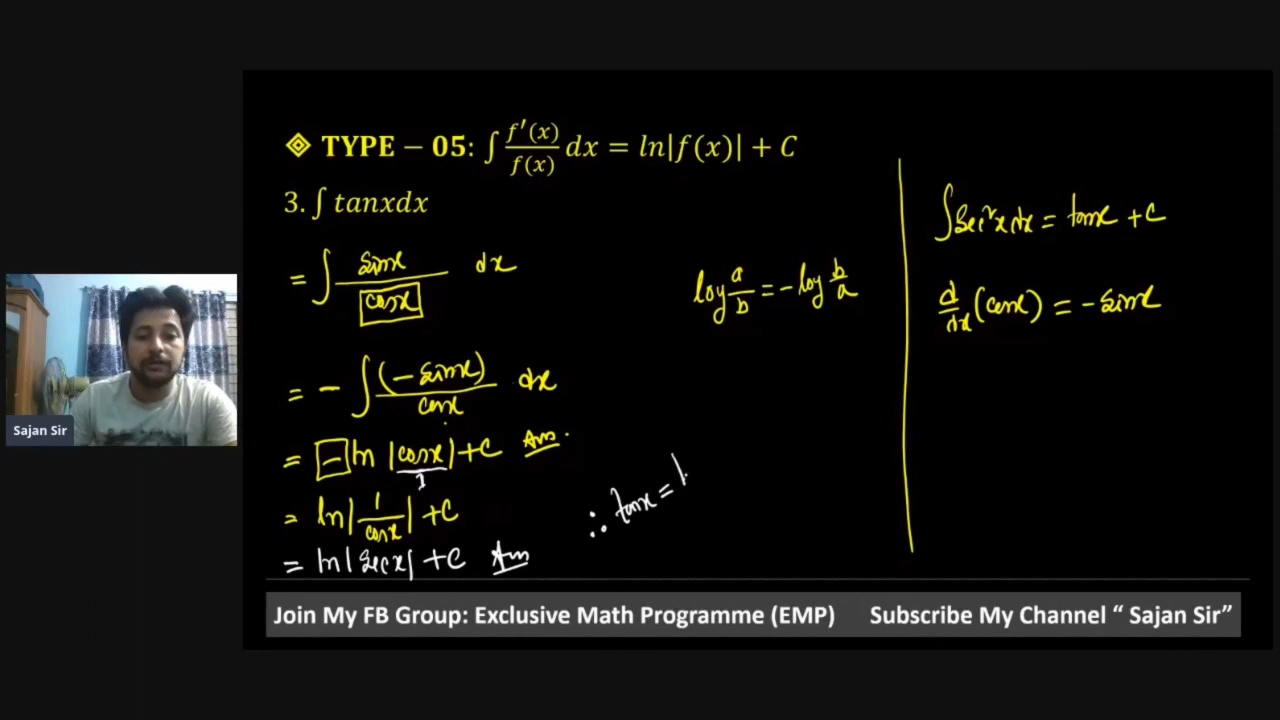 ❖ TYPE – 05: ∫ f′(x)/f(x) dx = ln|f(x)| + C
3. ∫ tanxdx
= ∫ sinx/cosx dx
= – ∫ (–sinx)/cosx dx
= –ln |cosx| + C Ans.
= ln|1/cosx| + C
= ln|secx| + C Ans
log a/b = – log b/a
∴ tanx = l
∫sec²x dx = tanx + C
d/dx (cosx) = – sinx
Sajan Sir
Join My FB Group: Exclusive Math Programme (EMP) Subscribe My Channel “ Sajan Sir”